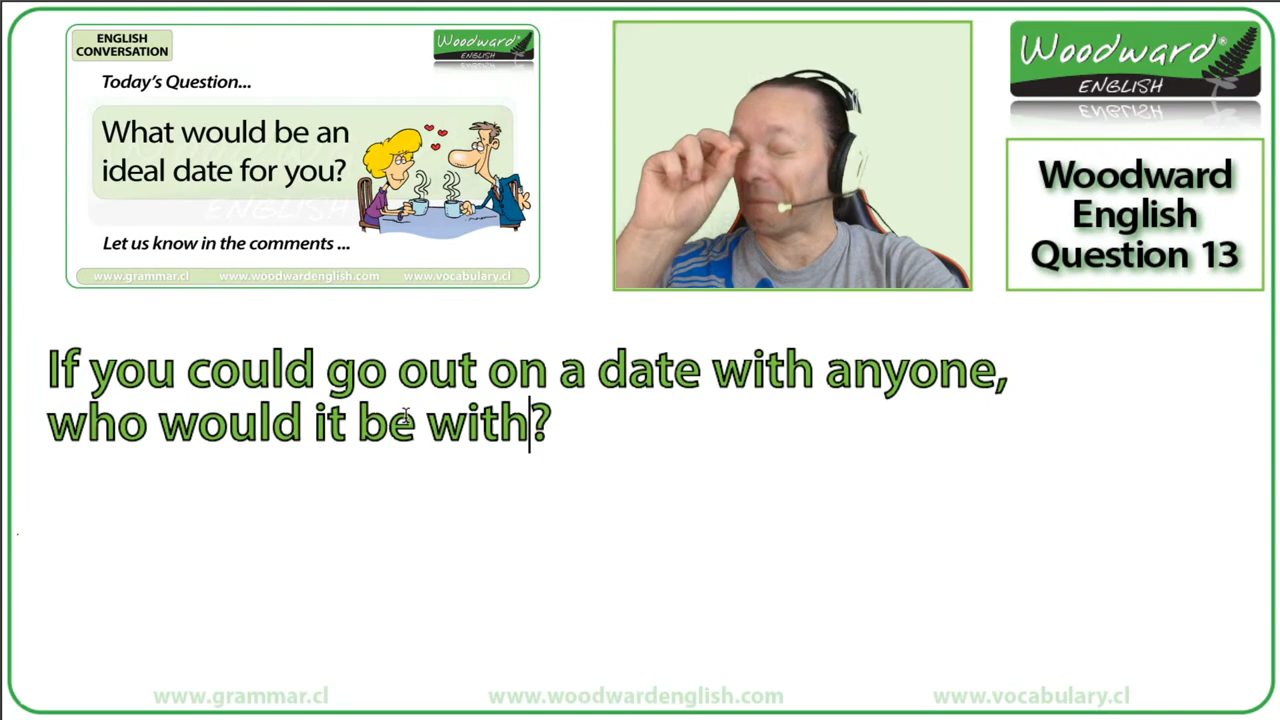 ENGLISH
CONVERSATION
Woodward
ENGLISH
Today's Question...
What would be an
ideal date for you?
Let us know in the comments ...
www.grammar.cl www.woodwardenglish.com www.vocabulary.cl
Woodward®
ENGLISH
Woodward
English
Question 13
If you could go out on a date with anyone,
who would it be with?
www.grammar.cl www.woodwardenglish.com www.vocabulary.cl